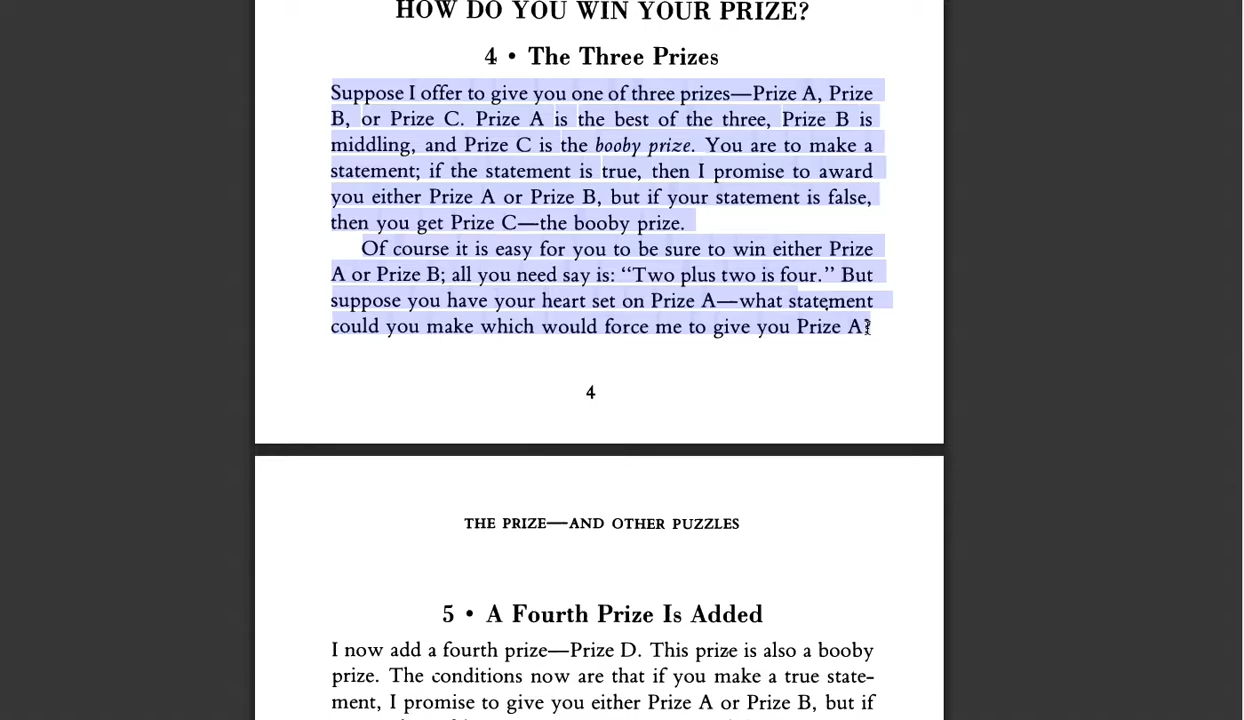 HOW DO YOU WIN YOUR PRIZE?
4 • The Three Prizes
Suppose I offer to give you one of three prizes—Prize A, Prize
B, or Prize C. Prize A is the best of the three, Prize B is
middling, and Prize C is the booby prize. You are to make a
statement; if the statement is true, then I promise to award
you either Prize A or Prize B, but if your statement is false,
then you get Prize C—the booby prize.
Of course it is easy for you to be sure to win either Prize
A or Prize B; all you need say is: “Two plus two is four.” But
suppose you have your heart set on Prize A—what statement
could you make which would force me to give you Prize A?
4
THE PRIZE—AND OTHER PUZZLES
5 • A Fourth Prize Is Added
I now add a fourth prize—Prize D. This prize is also a booby
prize. The conditions now are that if you make a true state-
ment, I promise to give you either Prize A or Prize B, but if